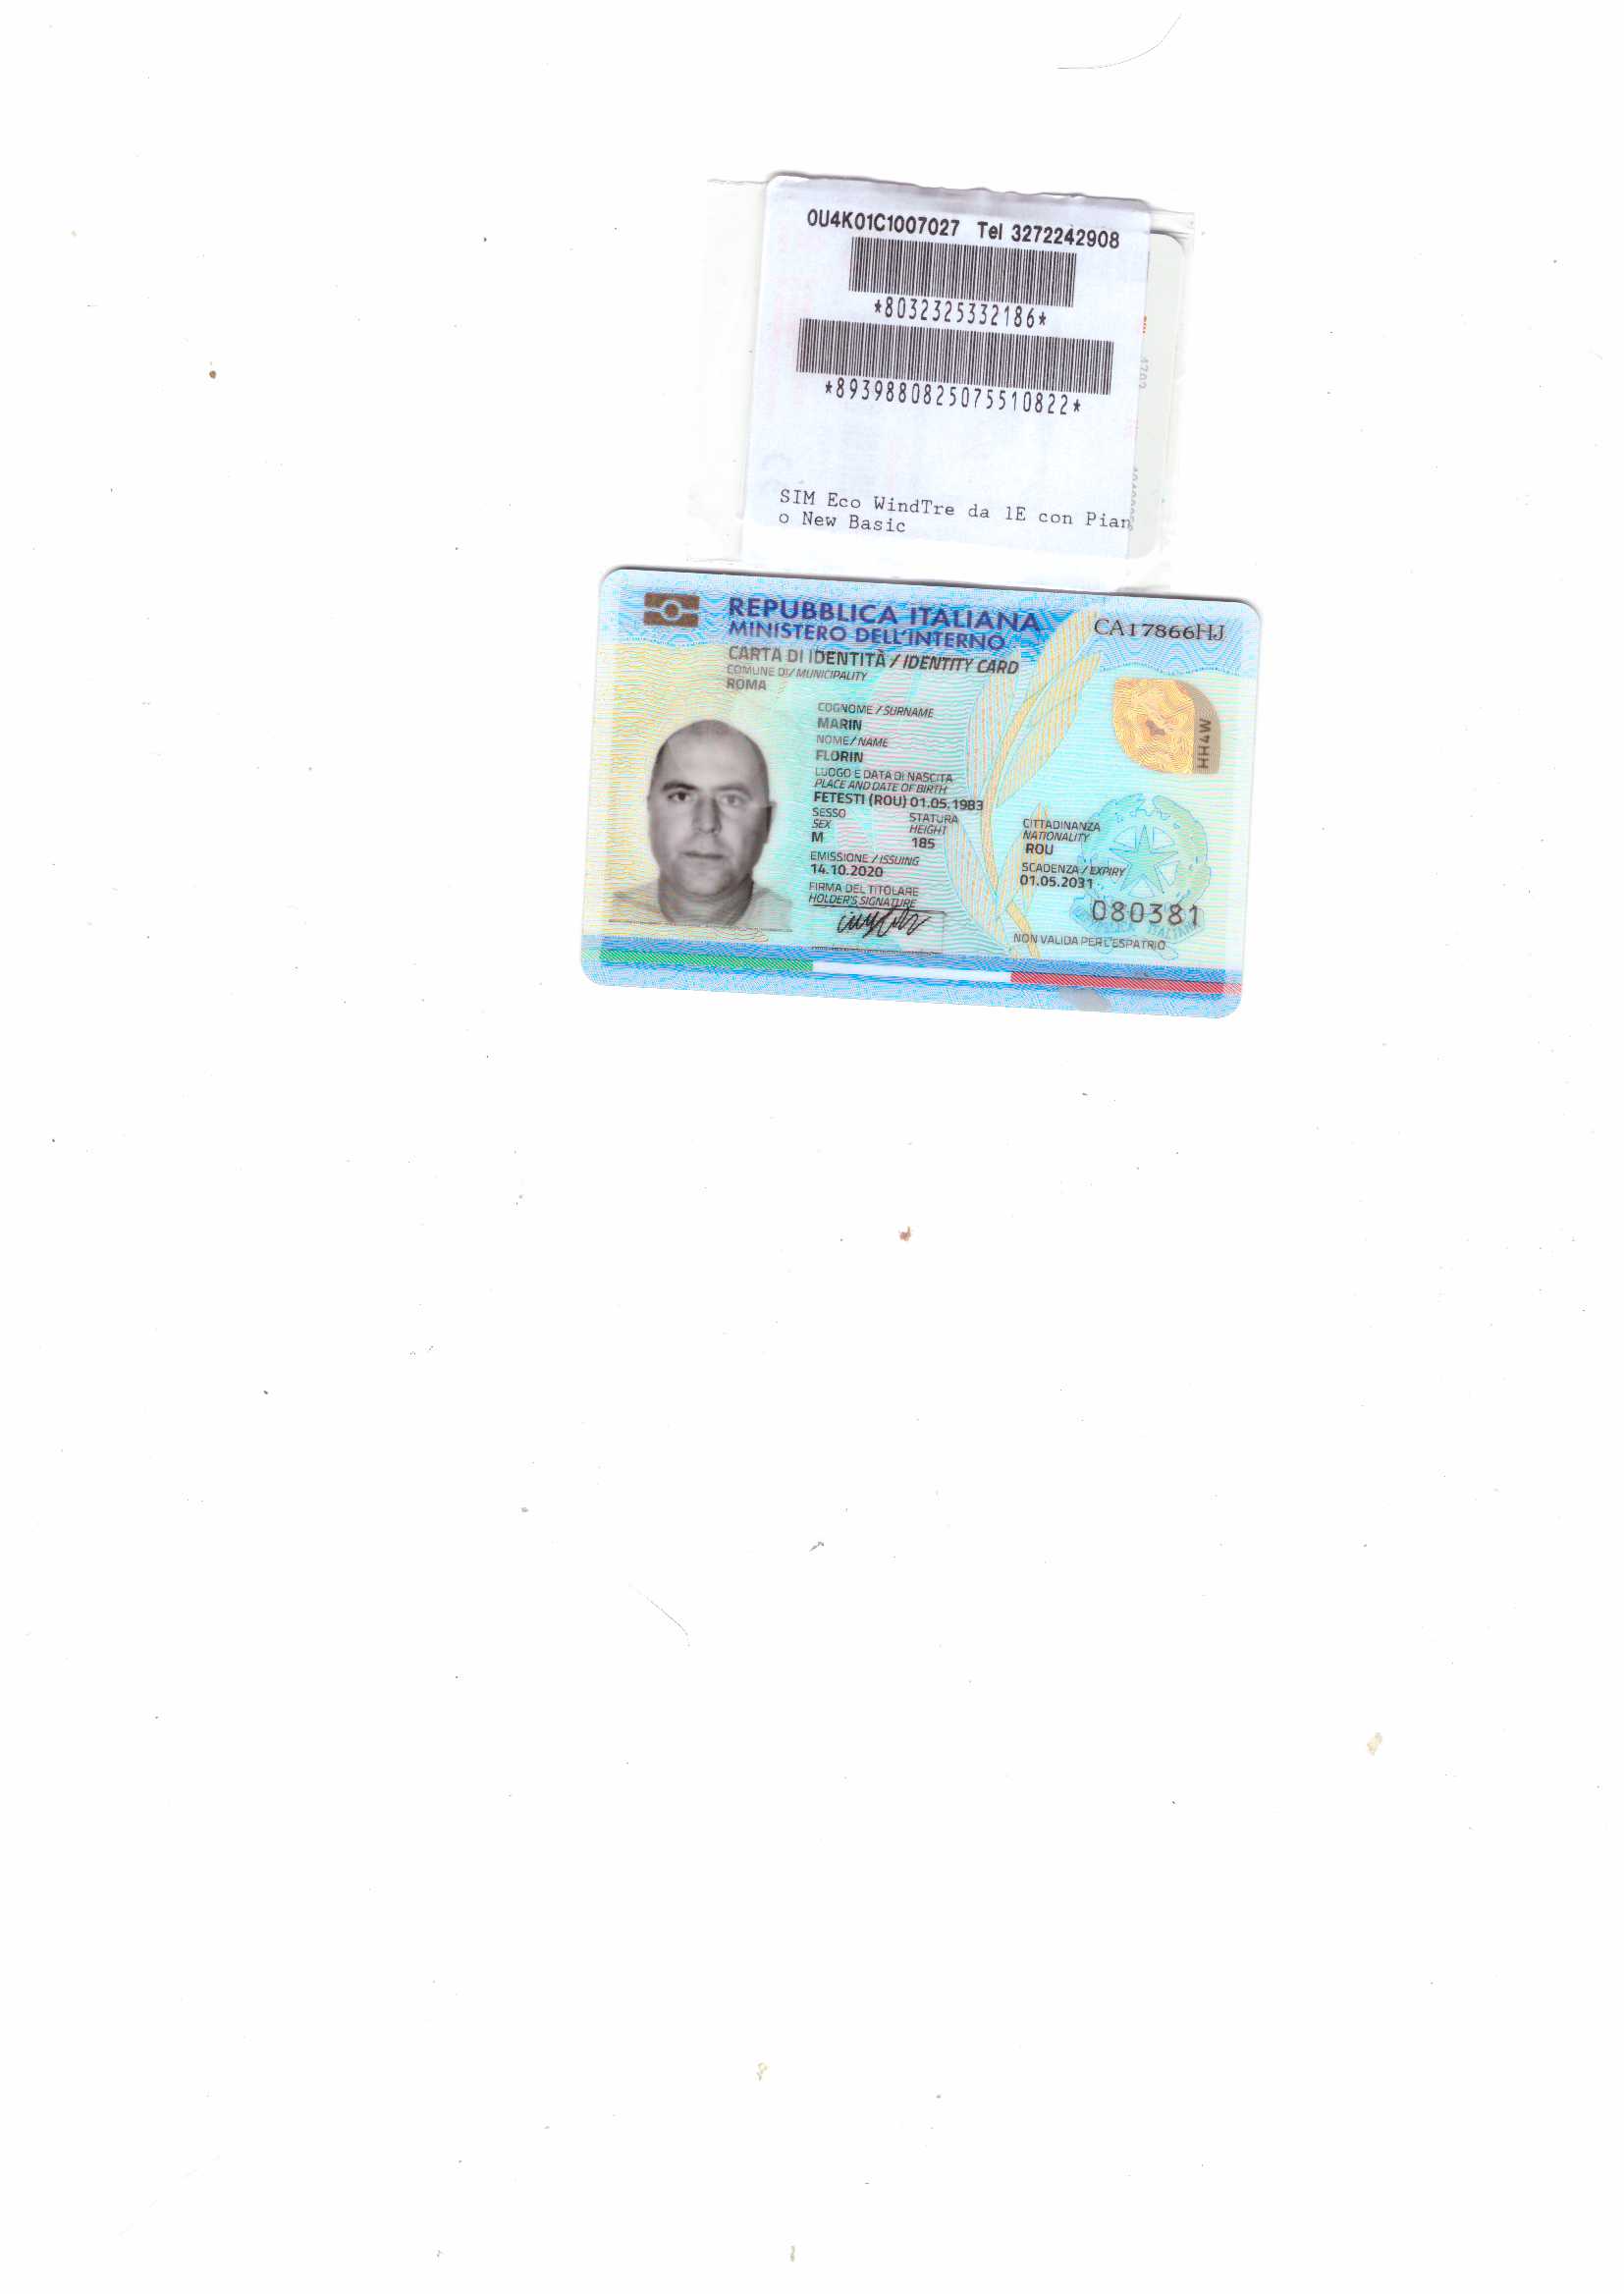 0U4K01C1007027 Tel 3272242908
*8032325332186*
*8939880825075510822*
SIM Eco WindTre da 1E con Pian
o New Basic
REPUBBLICA ITALIANA
MINISTERO DELL'INTERNO
CA17866HJ
CARTA DI IDENTITÀ / IDENTITY CARD
COMUNE DI / MUNICIPALITY
ROMA
COGNOME / SURNAME
MARIN
NOME / NAME
FLORIN
LUOGO E DATA DI NASCITA
PLACE AND DATE OF BIRTH
FETESTI (ROU) 01.05.1983
SESSO
SEX
M
STATURA
HEIGHT
185
CITTADINANZA
NATIONALITY
ROU
EMISSIONE / ISSUING
14.10.2020
SCADENZA / EXPIRY
01.05.2031
FIRMA DEL TITOLARE
HOLDER'S SIGNATURE
080381
NON VALIDA PER L'ESPATRIO
HH4W